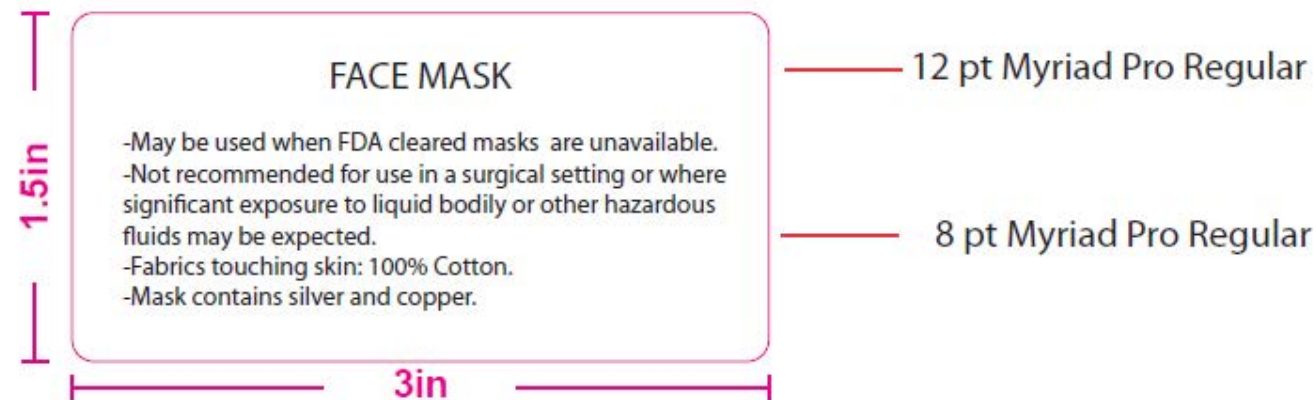 FACE MASK
12 pt Myriad Pro Regular
-May be used when FDA cleared masks  are unavailable.
-Not recommended for use in a surgical setting or where
significant exposure to liquid bodily or other hazardous
fluids may be expected.
-Fabrics touching skin: 100% Cotton.
-Mask contains silver and copper.
8 pt Myriad Pro Regular
1.5in
3in